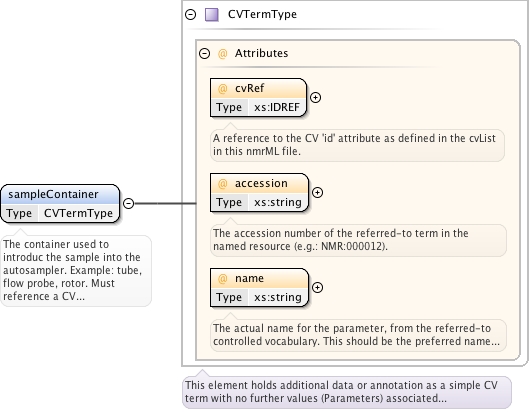 CVTermType
@ Attributes
@ cvRef
Type xs:IDREF
A reference to the CV 'id' attribute as defined in the cvList
in this nmrML file.
sampleContainer
Type CVTermType
The container used to
introduc the sample into the
autosampler. Example: tube,
flow probe, rotor. Must
reference a CV...
@ accession
Type xs:string
The accession number of the referred-to term in the
named resource (e.g.: NMR:000012).
@ name
Type xs:string
The actual name for the parameter, from the referred-to
controlled vocabulary. This should be the preferred name...
This element holds additional data or annotation as a simple CV
term with no further values (Parameters) associated...